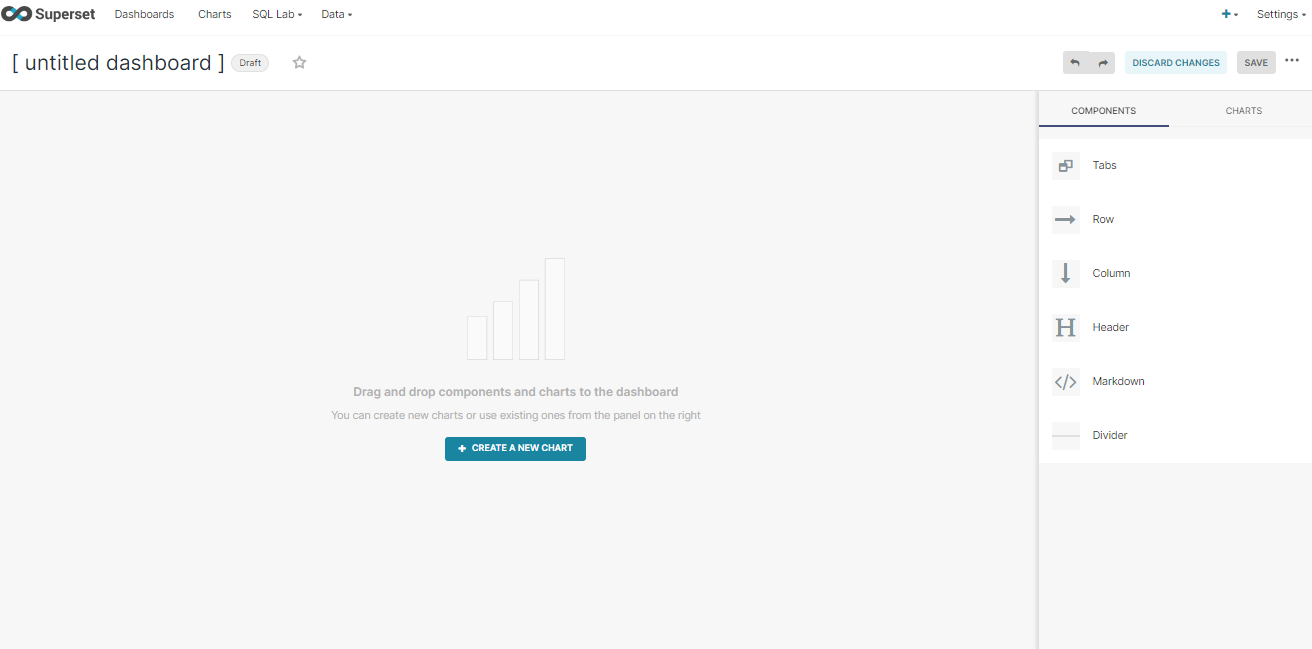 Superset Dashboards Charts SQL Lab Data + Settings
[ untitled dashboard ] Draft DISCARD CHANGES SAVE ...
COMPONENTS CHARTS
Tabs
Row
Column
H Header
</> Markdown
Divider
Drag and drop components and charts to the dashboard
You can create new charts or use existing ones from the panel on the right
+ CREATE A NEW CHART